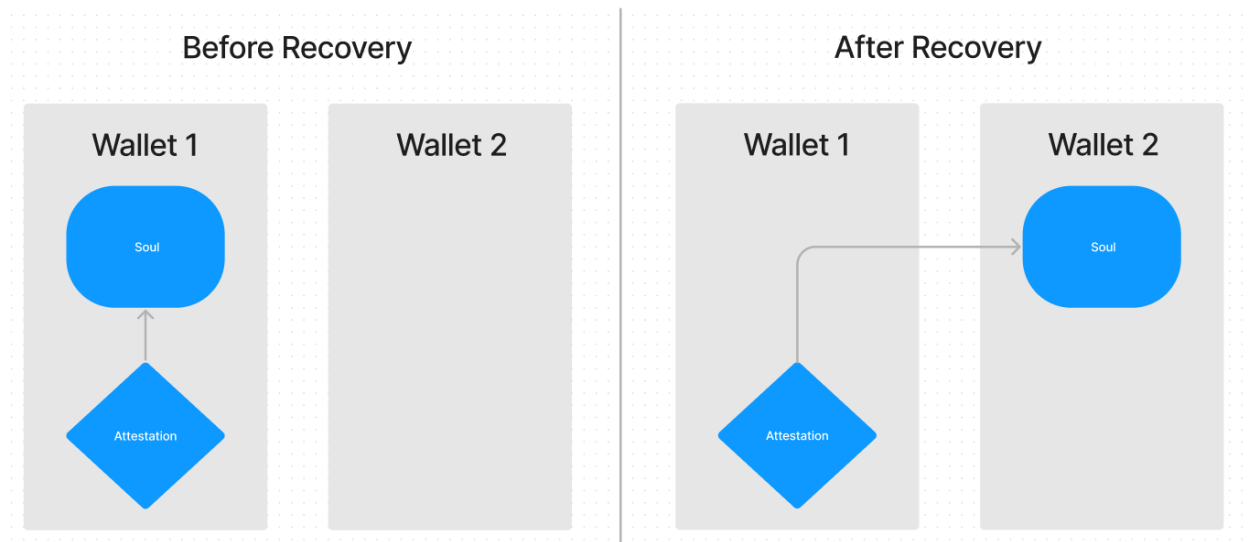 Before Recovery
Wallet 1
Wallet 2
Soul
Attestation
After Recovery
Wallet 1
Wallet 2
Soul
Attestation